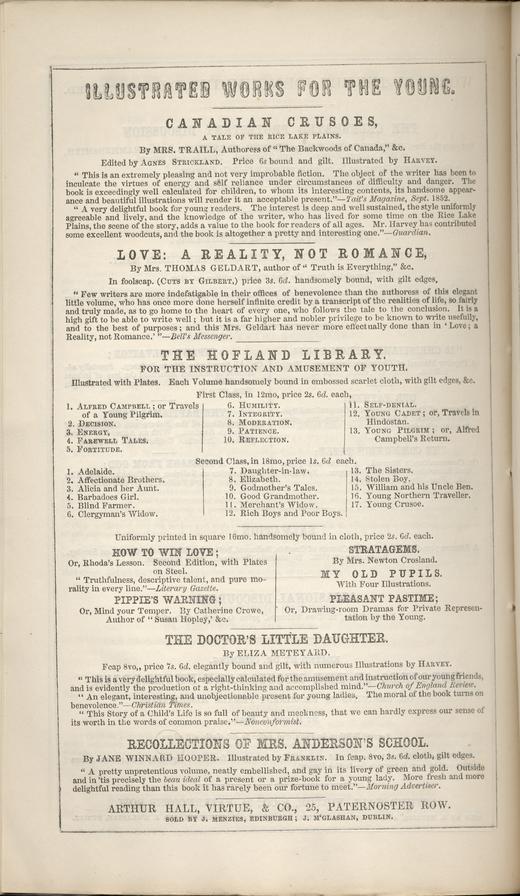 ILLUSTRATED WORKS FOR THE YOUNG.
CANADIAN CRUSOES,
A TALE OF THE RICE LAKE PLAINS.
By MRS. TRAILL, Authoress of "The Backwoods of Canada," &c.
Edited by AGNES STRICKLAND. Price 6s bound and gilt. Illustrated by HARVEY.
"This is an extremely pleasing and not very improbable fiction. The object of the writer has been to
inculcate the virtues of energy and self reliance under circumstances of difficulty and danger. The
book is exceedingly well calculated for children, to whom its interesting contents, its handsome appear-
ance and beautiful illustrations will render it an acceptable present."—Tait's Magazine, Sept. 1852.
"A very delightful book for young readers. The interest is deep and well sustained, the style uniformly
agreeable and lively, and the knowledge of the writer, who has lived for some time on the Rice Lake
Plains, the scene of the story, adds a value to the book for readers of all ages. Mr. Harvey has contributed
some excellent woodcuts, and the book is altogether a pretty and interesting one."—Guardian.
LOVE: A REALITY, NOT ROMANCE,
By Mrs. THOMAS GELDART, author of "Truth is Everything," &c.
In foolscap. (CUTS BY GILBERT,) price 3s. 6d. handsomely bound, with gilt edges,
"Few writers are more indefatigable in their offices of benevolence than the authoress of this elegant
little volume, who has once more done herself infinite credit by a transcript of the realities of life, so fairly
and truly made, as to go home to the heart of every one, who follows the tale to the conclusion. It is a
high gift to be able to write well; but it is a far higher and nobler privilege to be known to write usefully,
and to the best of purposes; and this Mrs. Geldart has never more effectually done than in 'Love; a
Reality, not Romance.'"—Bell's Messenger.
THE HOFLAND LIBRARY.
FOR THE INSTRUCTION AND AMUSEMENT OF YOUTH.
Illustrated with Plates. Each Volume handsomely bound in embossed scarlet cloth, with gilt edges, &c.
First Class, in 12mo, price 2s. 6d. each,
1. ALFRED CAMPBELL; or Travels
of a Young Pilgrim.
2. DECISION.
3. ENERGY,
4. FAREWELL TALES.
5. FORTITUDE.
6. HUMILITY.
7. INTEGRITY.
8. MODERATION.
9. PATIENCE.
10. REFLECTION.
11. SELF-DENIAL.
12. YOUNG CADET; or, Travels in
Hindostan.
13. YOUNG PILGRIM; or, Alfred
Campbell's Return.
Second Class, in 18mo, price 1s. 6d each.
1. Adelaide.
2. Affectionate Brothers.
3. Alicia and her Aunt.
4. Barbadoes Girl.
5. Blind Farmer.
6. Clergyman's Widow.
7. Daughter-in-law.
8. Elizabeth.
9. Godmother's Tales.
10. Good Grandmother.
11. Merchant's Widow.
12. Rich Boys and Poor Boys.
13. The Sisters.
14. Stolen Boy.
15. William and his Uncle Ben.
16. Young Northern Traveller.
17. Young Crusoe.
Uniformly printed in square 16mo. handsomely bound in cloth, price 2s. 6d. each.
HOW TO WIN LOVE;
Or, Rhoda's Lesson. Second Edition, with Plates
on Steel.
"Truthfulness, descriptive talent, and pure mo-
rality in every line."—Literary Gazette.
PIPPIE'S WARNING;
Or, Mind your Temper. By Catherine Crowe,
Author of "Susan Hopley,' &c.
STRATAGEMS.
By Mrs. Newton Crosland.
MY OLD PUPILS.
With Four Illustrations.
PLEASANT PASTIME;
Or, Drawing-room Dramas for Private Represen-
tation by the Young.
THE DOCTOR'S LITTLE DAUGHTER.
By ELIZA METEYARD.
Fcap 8vo., price 7s. 6d, elegantly bound and gilt, with numerous Illustrations by HARVEY.
"This is a very delightful book, especially calculated for the amusement and instruction of our young friends,
and is evidently the production of a right-thinking and accomplished mind."—Church of England Review.
"An elegant, interesting, and unobjectionable present for young ladies. The moral of the book turns on
benevolence."—Christian Times.
"This Story of a Child's Life is so full of beauty and meekness, that we can hardly express our sense of
its worth in the words of common praise."—Nonconformist.
RECOLLECTIONS OF MRS. ANDERSON'S SCHOOL.
By JANE WINNARD HOOPER. Illustrated by FRANKLIN. In fcap. 8vo, 3s. 6d. cloth, gilt edges.
"A pretty unpretentious volume, neatly embellished, and gay in its livery of green and gold. Outside
and in 'tis precisely the beau ideal of a present or a prize-book for a young lady. More fresh and more
delightful reading than this book it has rarely been our fortune to meet."—Morning Advertiser.
ARTHUR HALL, VIRTUE, & CO., 25, PATERNOSTER ROW.
SOLD BY J. MENZIES, EDINBURGH; J. M'GLASHAN, DUBLIN.